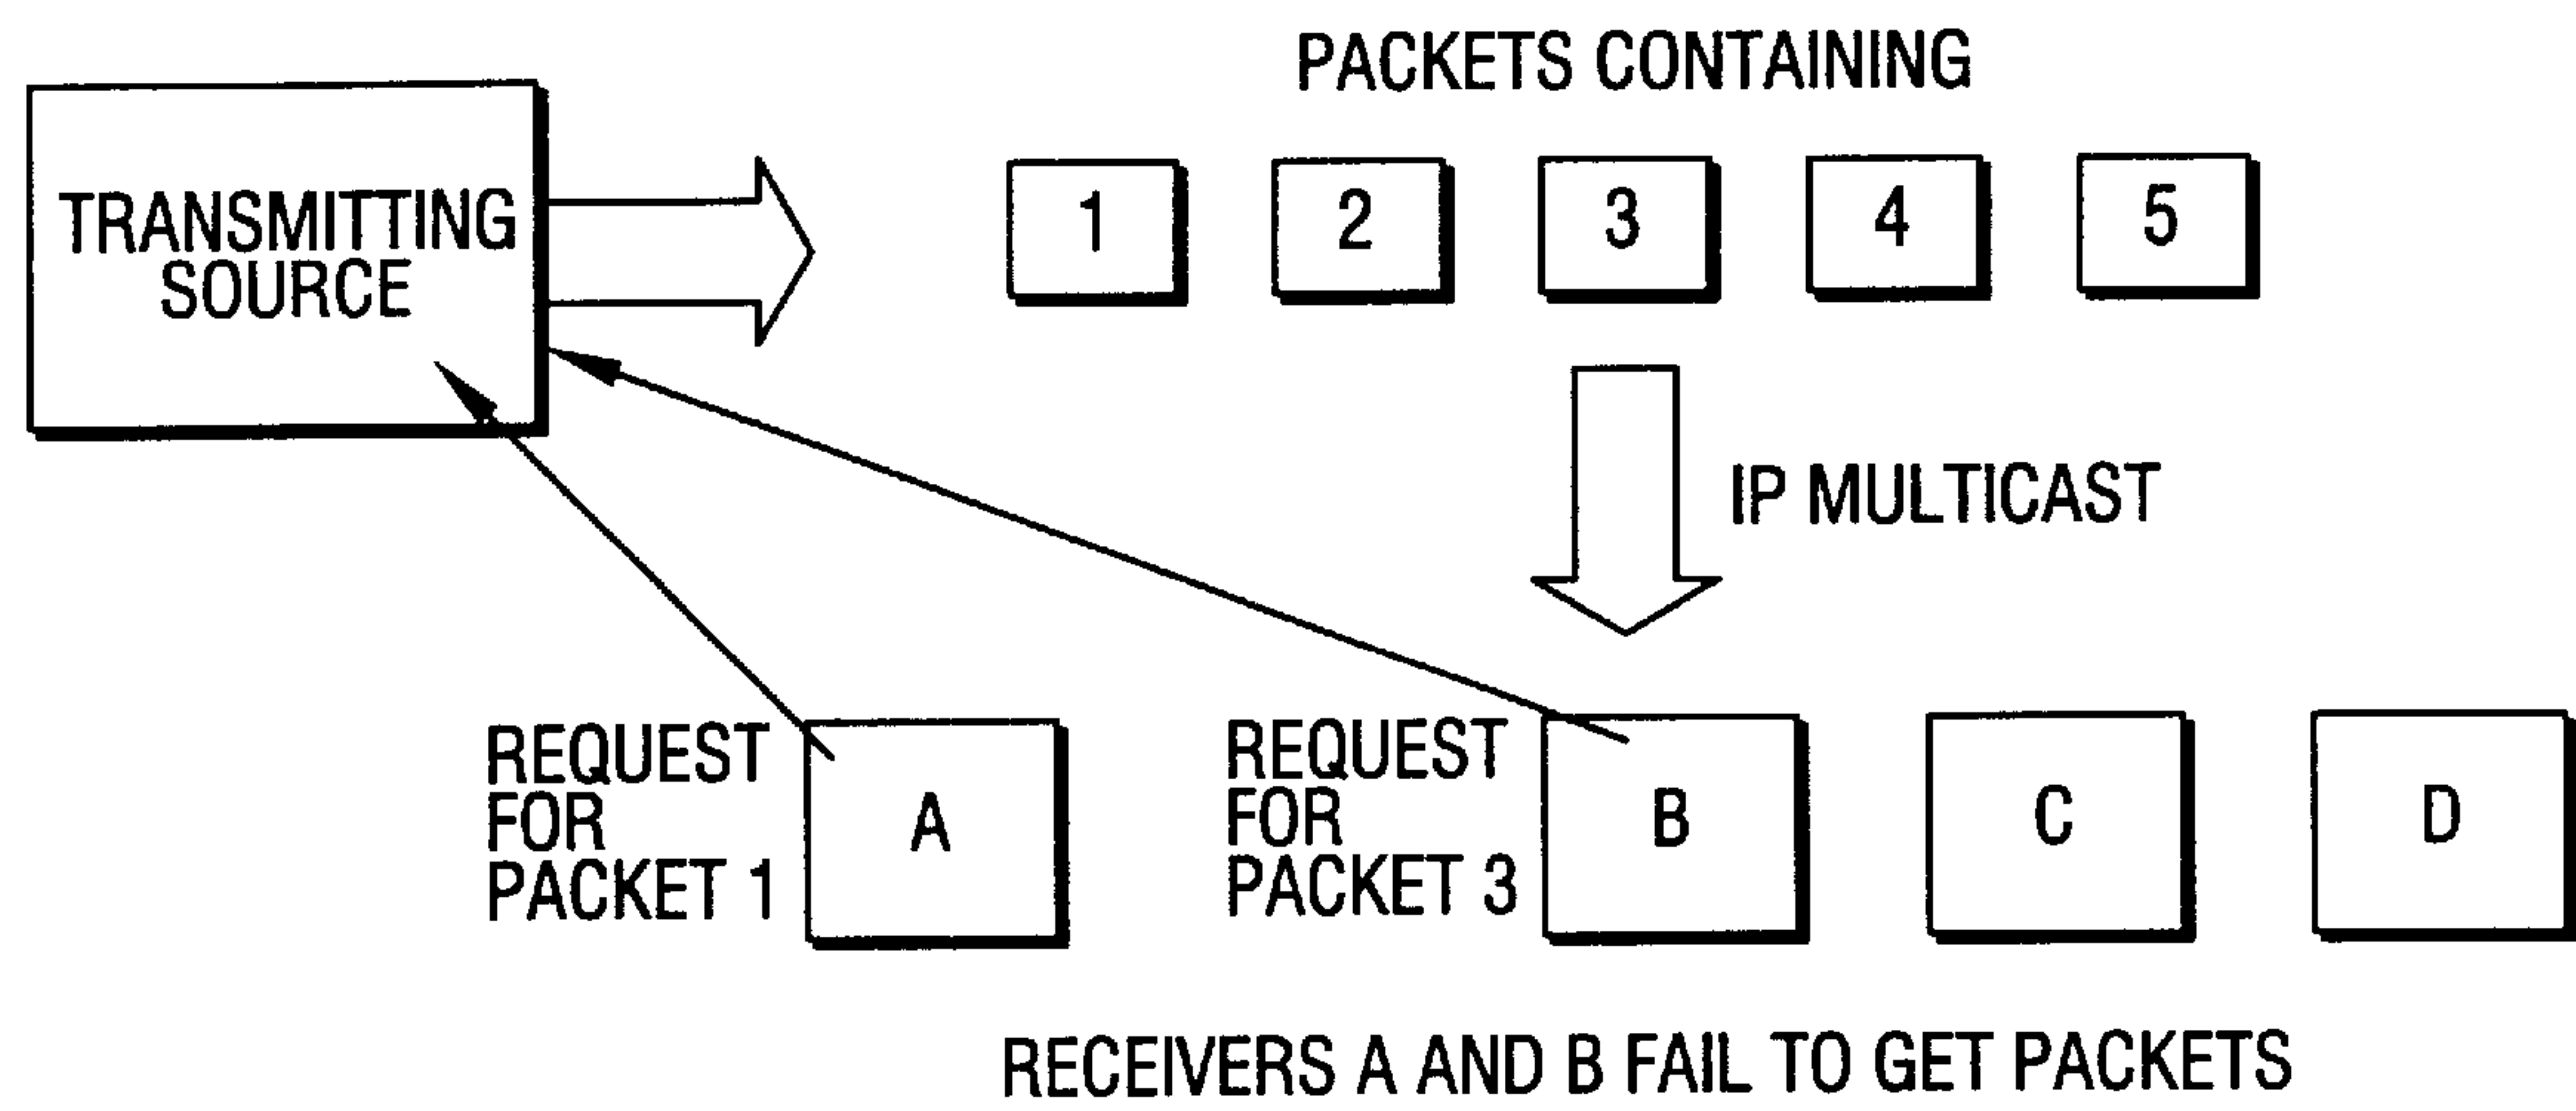 PACKETS CONTAINING
TRANSMITTING
SOURCE
1
2
3
4
5
IP MULTICAST
REQUEST
FOR
PACKET 1
A
REQUEST
FOR
PACKET 3
B
C
D
RECEIVERS A AND B FAIL TO GET PACKETS